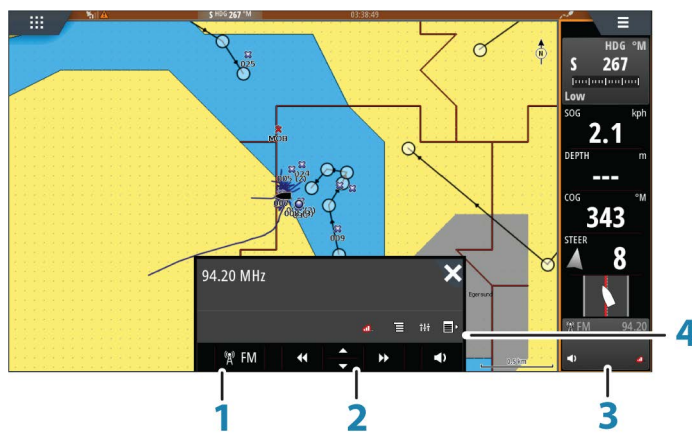 S HDG 267 °M
03:38:49
N
025
MOB
024
009
HDG °M
S 267
Low
SOG kph
2.1
DEPTH m
---
COG °M
343
STEER
8
FM 94.20
94.20 MHz
Egersund
FM
1
2
3
4